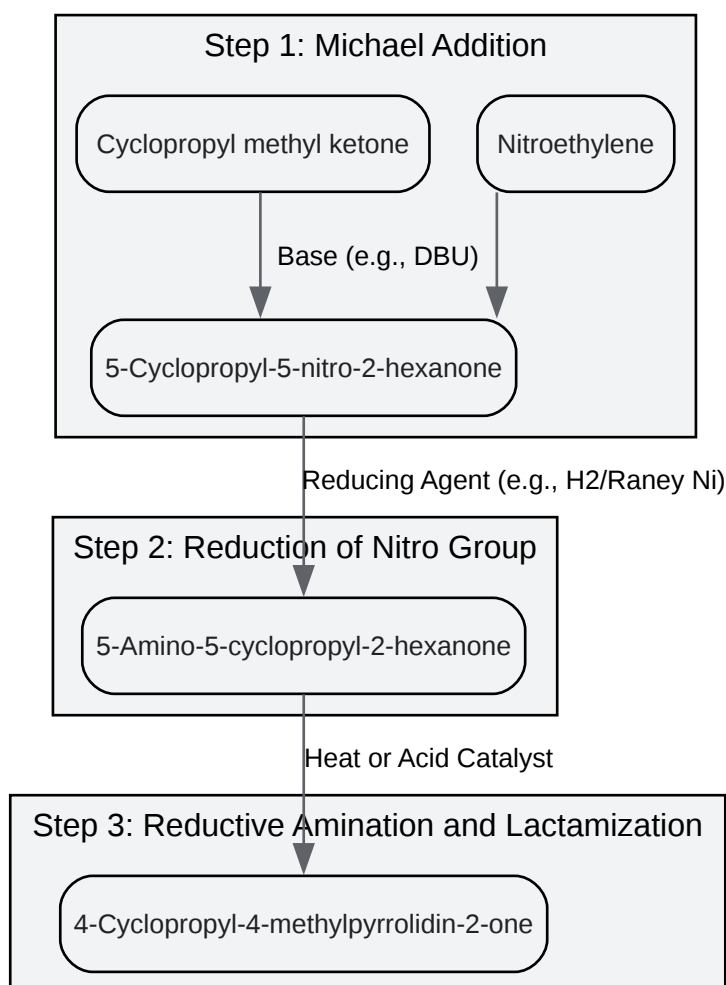 Step 1: Michael Addition
Cyclopropyl methyl ketone
Nitroethylene
Base (e.g., DBU)
5-Cyclopropyl-5-nitro-2-hexanone
Reducing Agent (e.g., H2/Raney Ni)
Step 2: Reduction of Nitro Group
5-Amino-5-cyclopropyl-2-hexanone
Heat or Acid Catalyst
Step 3: Reductive Amination and Lactamization
4-Cyclopropyl-4-methylpyrrolidin-2-one